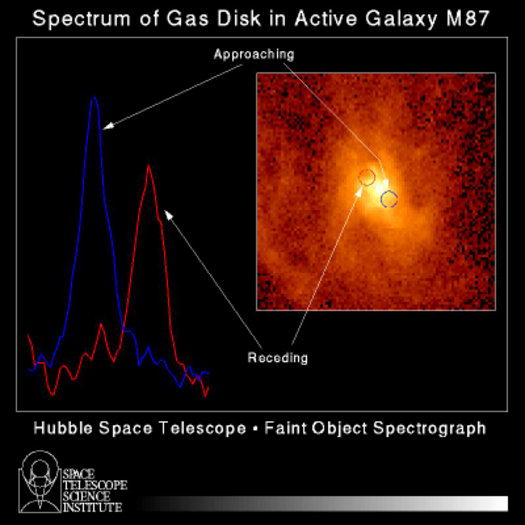 Spectrum of Gas Disk in Active Galaxy M87
Approaching
Receding
Hubble Space Telescope • Faint Object Spectrograph
SPACE
TELESCOPE
SCIENCE
INSTITUTE